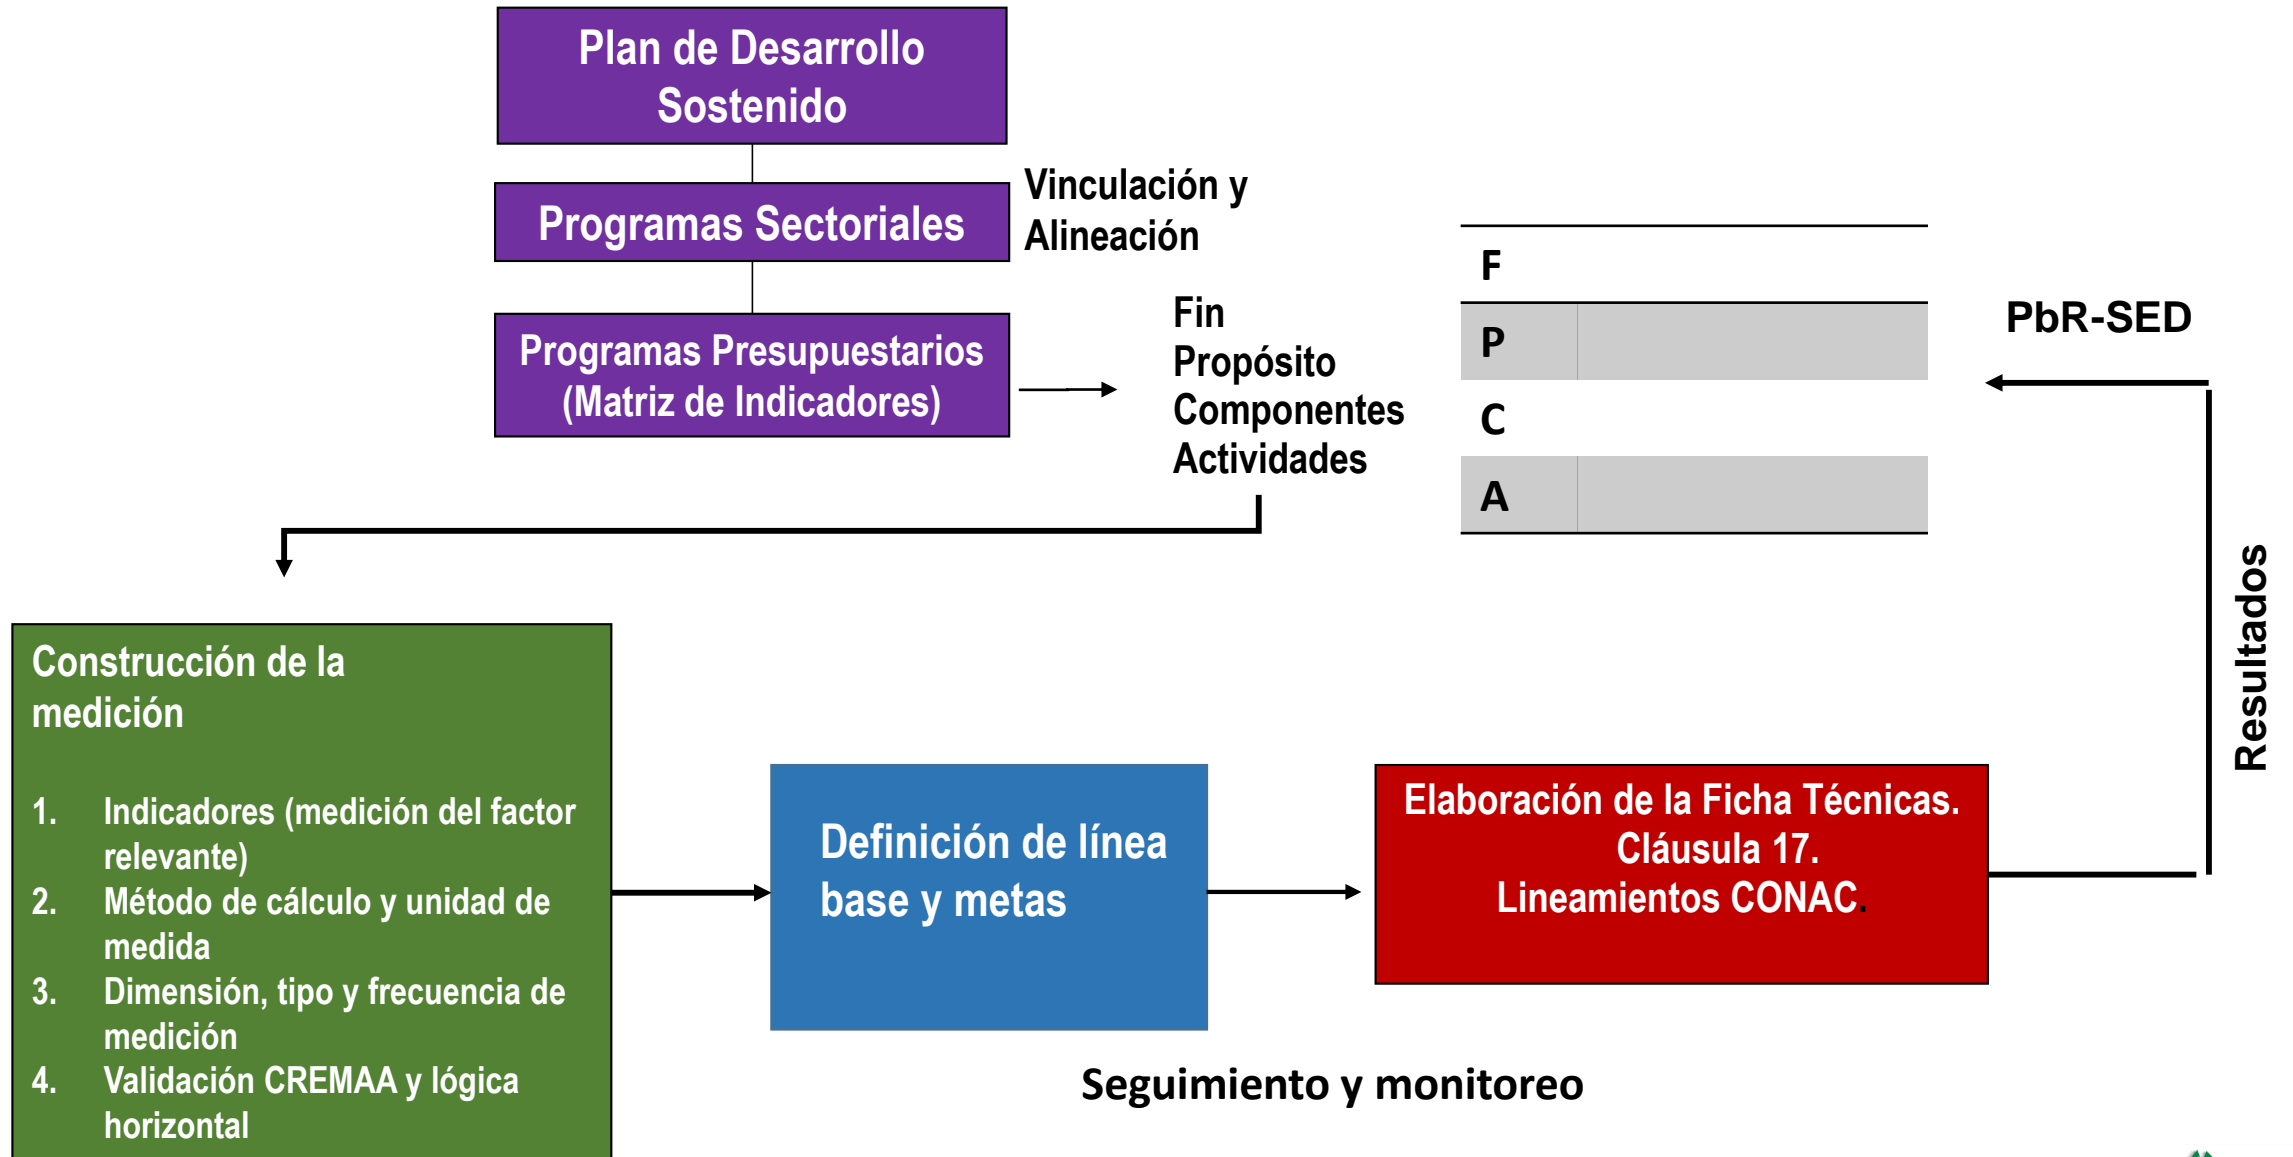 Plan de Desarrollo
Sostenido
Programas Sectoriales
Vinculación y
Alineación
Programas Presupuestarios
(Matriz de Indicadores)
Fin
Propósito
Componentes
Actividades
F
P
C
A
PbR-SED
Resultados
Construcción de la
medición
1. Indicadores (medición del factor
relevante)
2. Método de cálculo y unidad de
medida
3. Dimensión, tipo y frecuencia de
medición
4. Validación CREMAA y lógica
horizontal
Definición de línea
base y metas
Elaboración de la Ficha Técnicas.
Cláusula 17.
Lineamientos CONAC.
Seguimiento y monitoreo